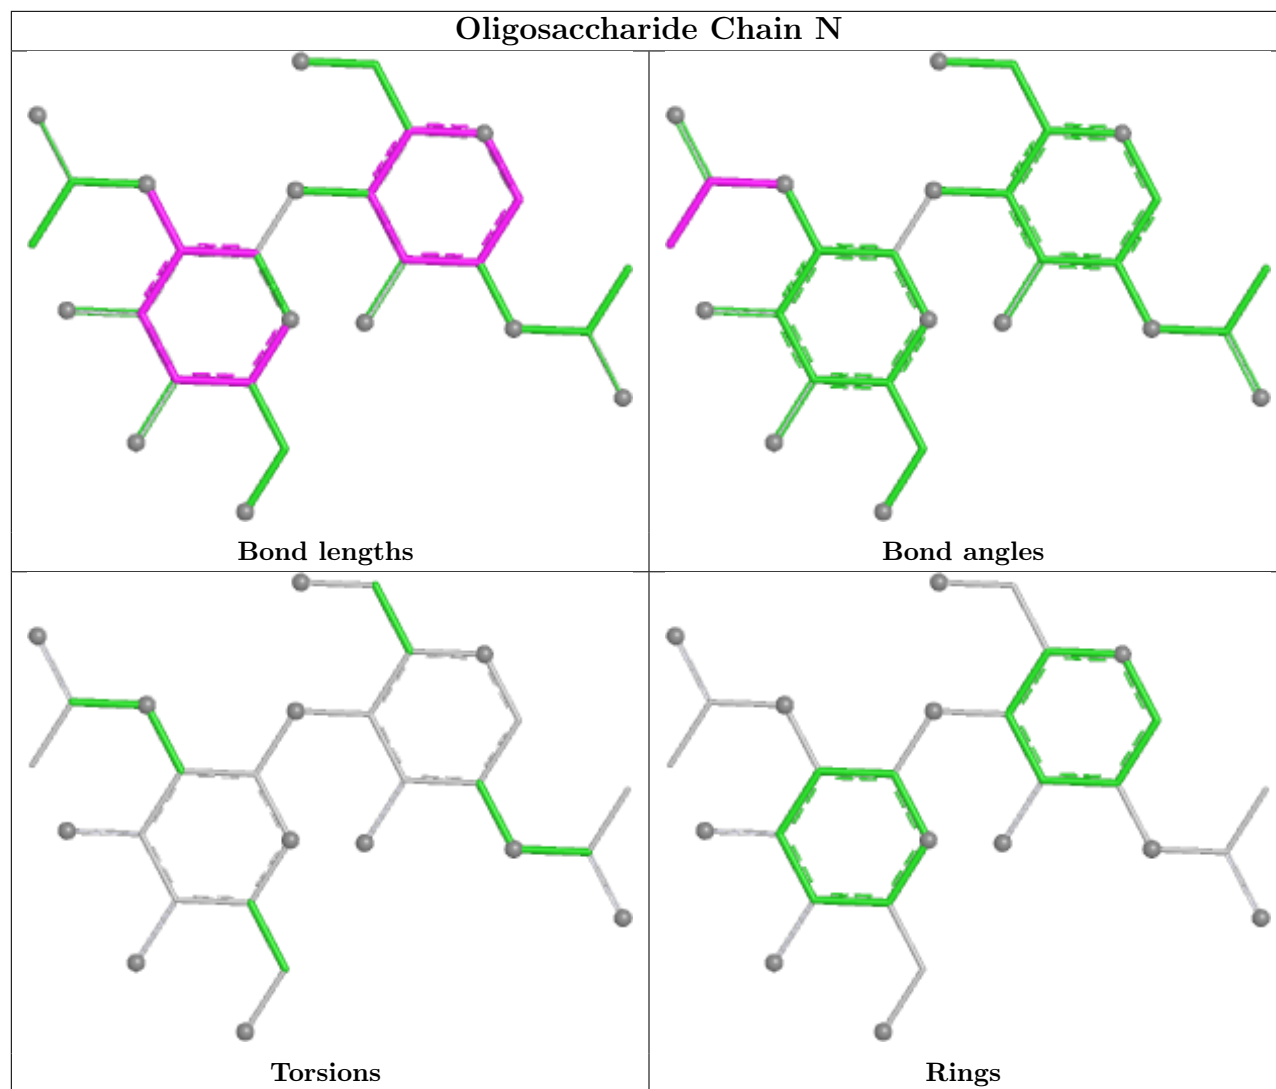 Oligosaccharide Chain N
Bond lengths
Bond angles
Torsions
Rings